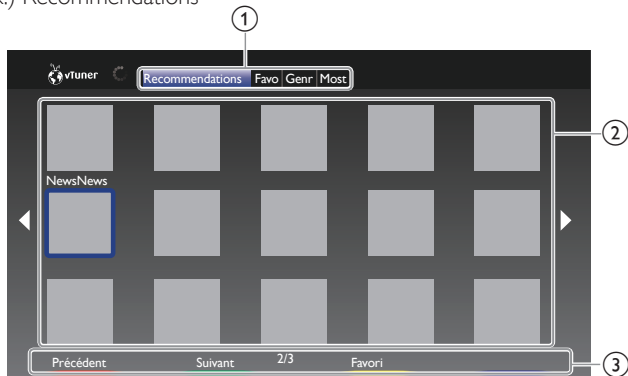 x.) Recommendations
1
vTuner Recommendations Favo Genr Most
2
NewsNews
Précédent Suivant 2/3 Favori
3